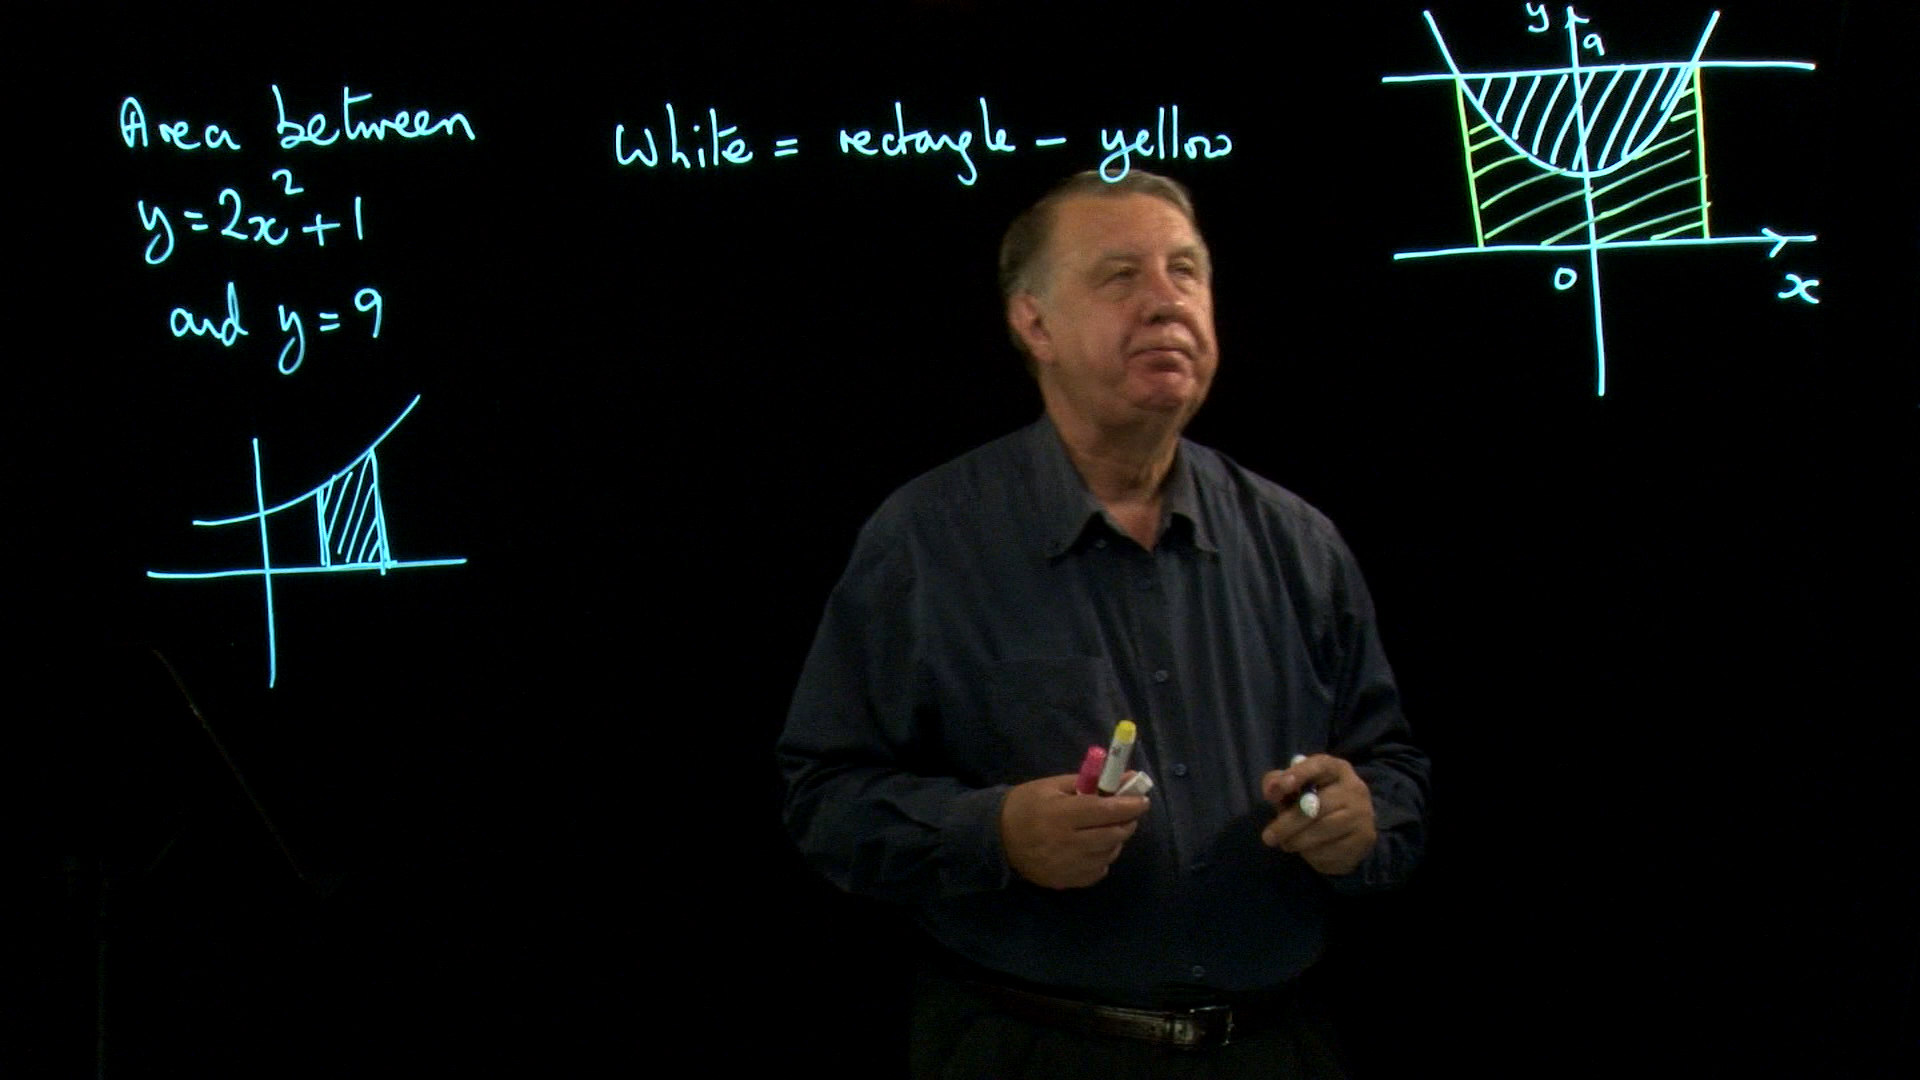 Area between
y = 2x² + 1
and y = 9
White = rectangle – yellow
y
9
0
x